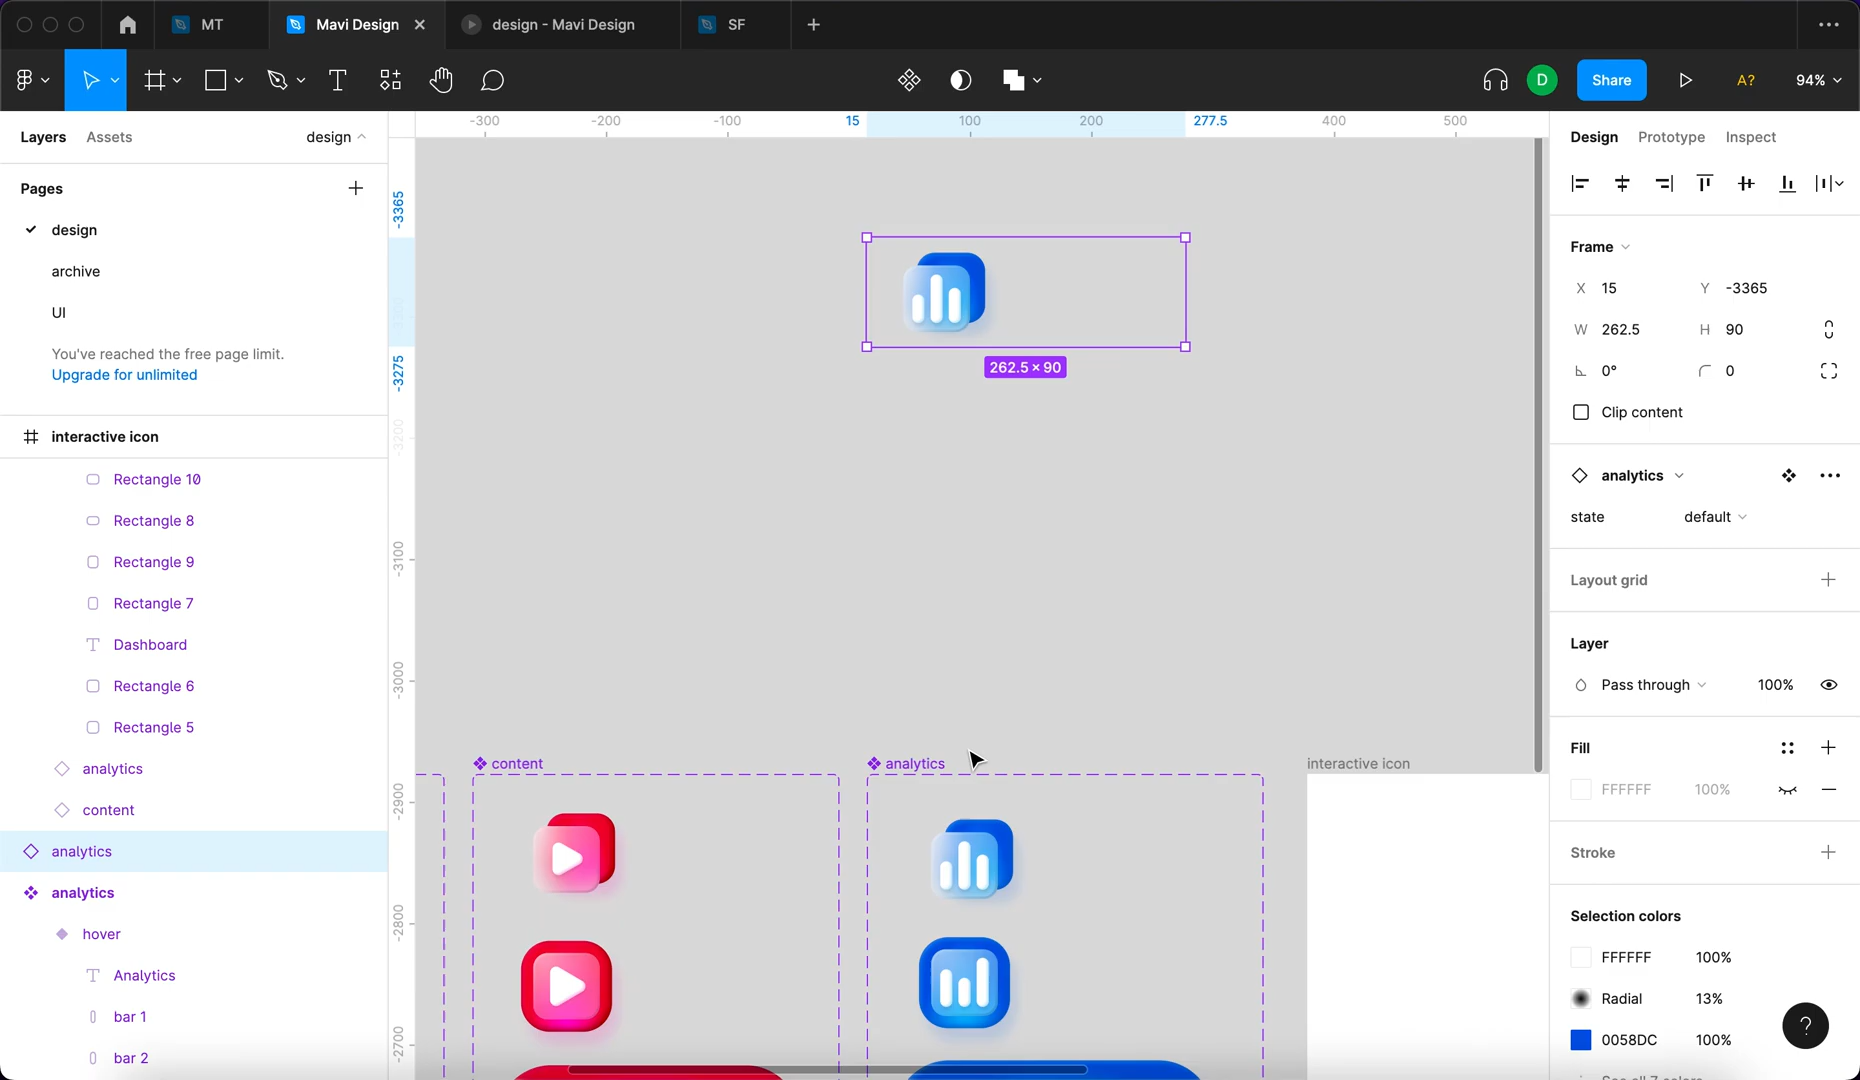 MT
Mavi Design
design - Mavi Design
SF
D
Share
A?
94%
Layers
Assets
design
Pages
design
archive
UI
You've reached the free page limit.
Upgrade for unlimited
interactive icon
Rectangle 10
Rectangle 8
Rectangle 9
Rectangle 7
Dashboard
Rectangle 6
Rectangle 5
analytics
content
analytics
analytics
hover
Analytics
bar 1
bar 2
-300
-200
-100
15
100
200
277.5
400
500
-3365
-3275
-3200
-3100
-3000
-2900
-2800
-2700
262.5 × 90
content
analytics
interactive icon
Design
Prototype
Inspect
Frame
X 15 Y -3365
W 262.5 H 90
0° 0
Clip content
analytics
state default
Layout grid
Layer
Pass through 100%
Fill
FFFFFF 100%
Stroke
Selection colors
FFFFFF 100%
Radial 13%
0058DC 100%
?